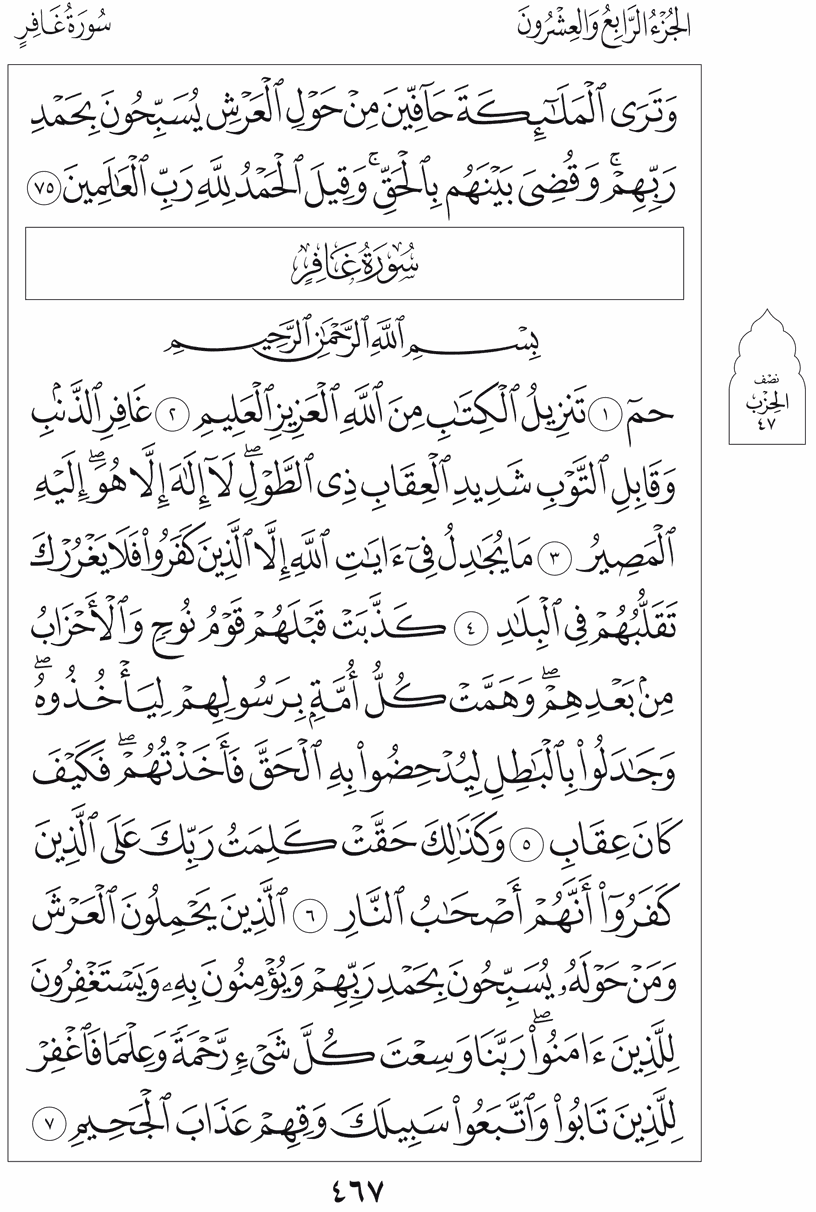 الجُزْءُ الرَّابِعُ وَالعِشْرُونَ
سُورَةُ غَافِرٍ
وَتَرَى ٱلْمَلَٰٓئِكَةَ حَآفِّينَ مِنْ حَوْلِ ٱلْعَرْشِ يُسَبِّحُونَ بِحَمْدِ
رَبِّهِمْۖ وَقُضِىَ بَيْنَهُم بِٱلْحَقِّۚ وَقِيلَ ٱلْحَمْدُ لِلَّهِ رَبِّ ٱلْعَٰلَمِينَ ٧٥
سُورَةُ غَافِرٍ
بِسْمِ ٱللَّهِ ٱلرَّحْمَٰنِ ٱلرَّحِيمِ
حمٓ ١ تَنزِيلُ ٱلْكِتَٰبِ مِنَ ٱللَّهِ ٱلْعَزِيزِ ٱلْعَلِيمِ ٢ غَافِرِ ٱلذَّنۢبِ
وَقَابِلِ ٱلتَّوْبِ شَدِيدِ ٱلْعِقَابِ ذِى ٱلطَّوْلِۖ لَآ إِلَٰهَ إِلَّا هُوَۖ إِلَيْهِ
ٱلْمَصِيرُ ٣ مَا يُجَٰدِلُ فِىٓ ءَايَٰتِ ٱللَّهِ إِلَّا ٱلَّذِينَ كَفَرُوا۟ فَلَا يَغْرُرْكَ
تَقَلُّبُهُمْ فِى ٱلْبِلَٰدِ ٤ كَذَّبَتْ قَبْلَهُمْ قَوْمُ نُوحٍ وَٱلْأَحْزَابُ
مِنۢ بَعْدِهِمْۖ وَهَمَّتْ كُلُّ أُمَّةٍۭ بِرَسُولِهِمْ لِيَأْخُذُوهُۖ
وَجَٰدَلُوا۟ بِٱلْبَٰطِلِ لِيُدْحِضُوا۟ بِهِ ٱلْحَقَّ فَأَخَذْتُهُمْۖ فَكَيْفَ
كَانَ عِقَابِ ٥ وَكَذَٰلِكَ حَقَّتْ كَلِمَتُ رَبِّكَ عَلَى ٱلَّذِينَ
كَفَرُوٓا۟ أَنَّهُمْ أَصْحَٰبُ ٱلنَّارِ ٦ ٱلَّذِينَ يَحْمِلُونَ ٱلْعَرْشَ
وَمَنْ حَوْلَهُۥ يُسَبِّحُونَ بِحَمْدِ رَبِّهِمْ وَيُؤْمِنُونَ بِهِۦ وَيَسْتَغْفِرُونَ
لِلَّذِينَ ءَامَنُوا۟ۖ رَبَّنَا وَسِعْتَ كُلَّ شَىْءٍ رَّحْمَةً وَعِلْمًا فَٱغْفِرْ
لِلَّذِينَ تَابُوا۟ وَٱتَّبَعُوا۟ سَبِيلَكَ وَقِهِمْ عَذَابَ ٱلْجَحِيمِ ٧
نصْف
الحِزْب
٤٧
٤٦٧